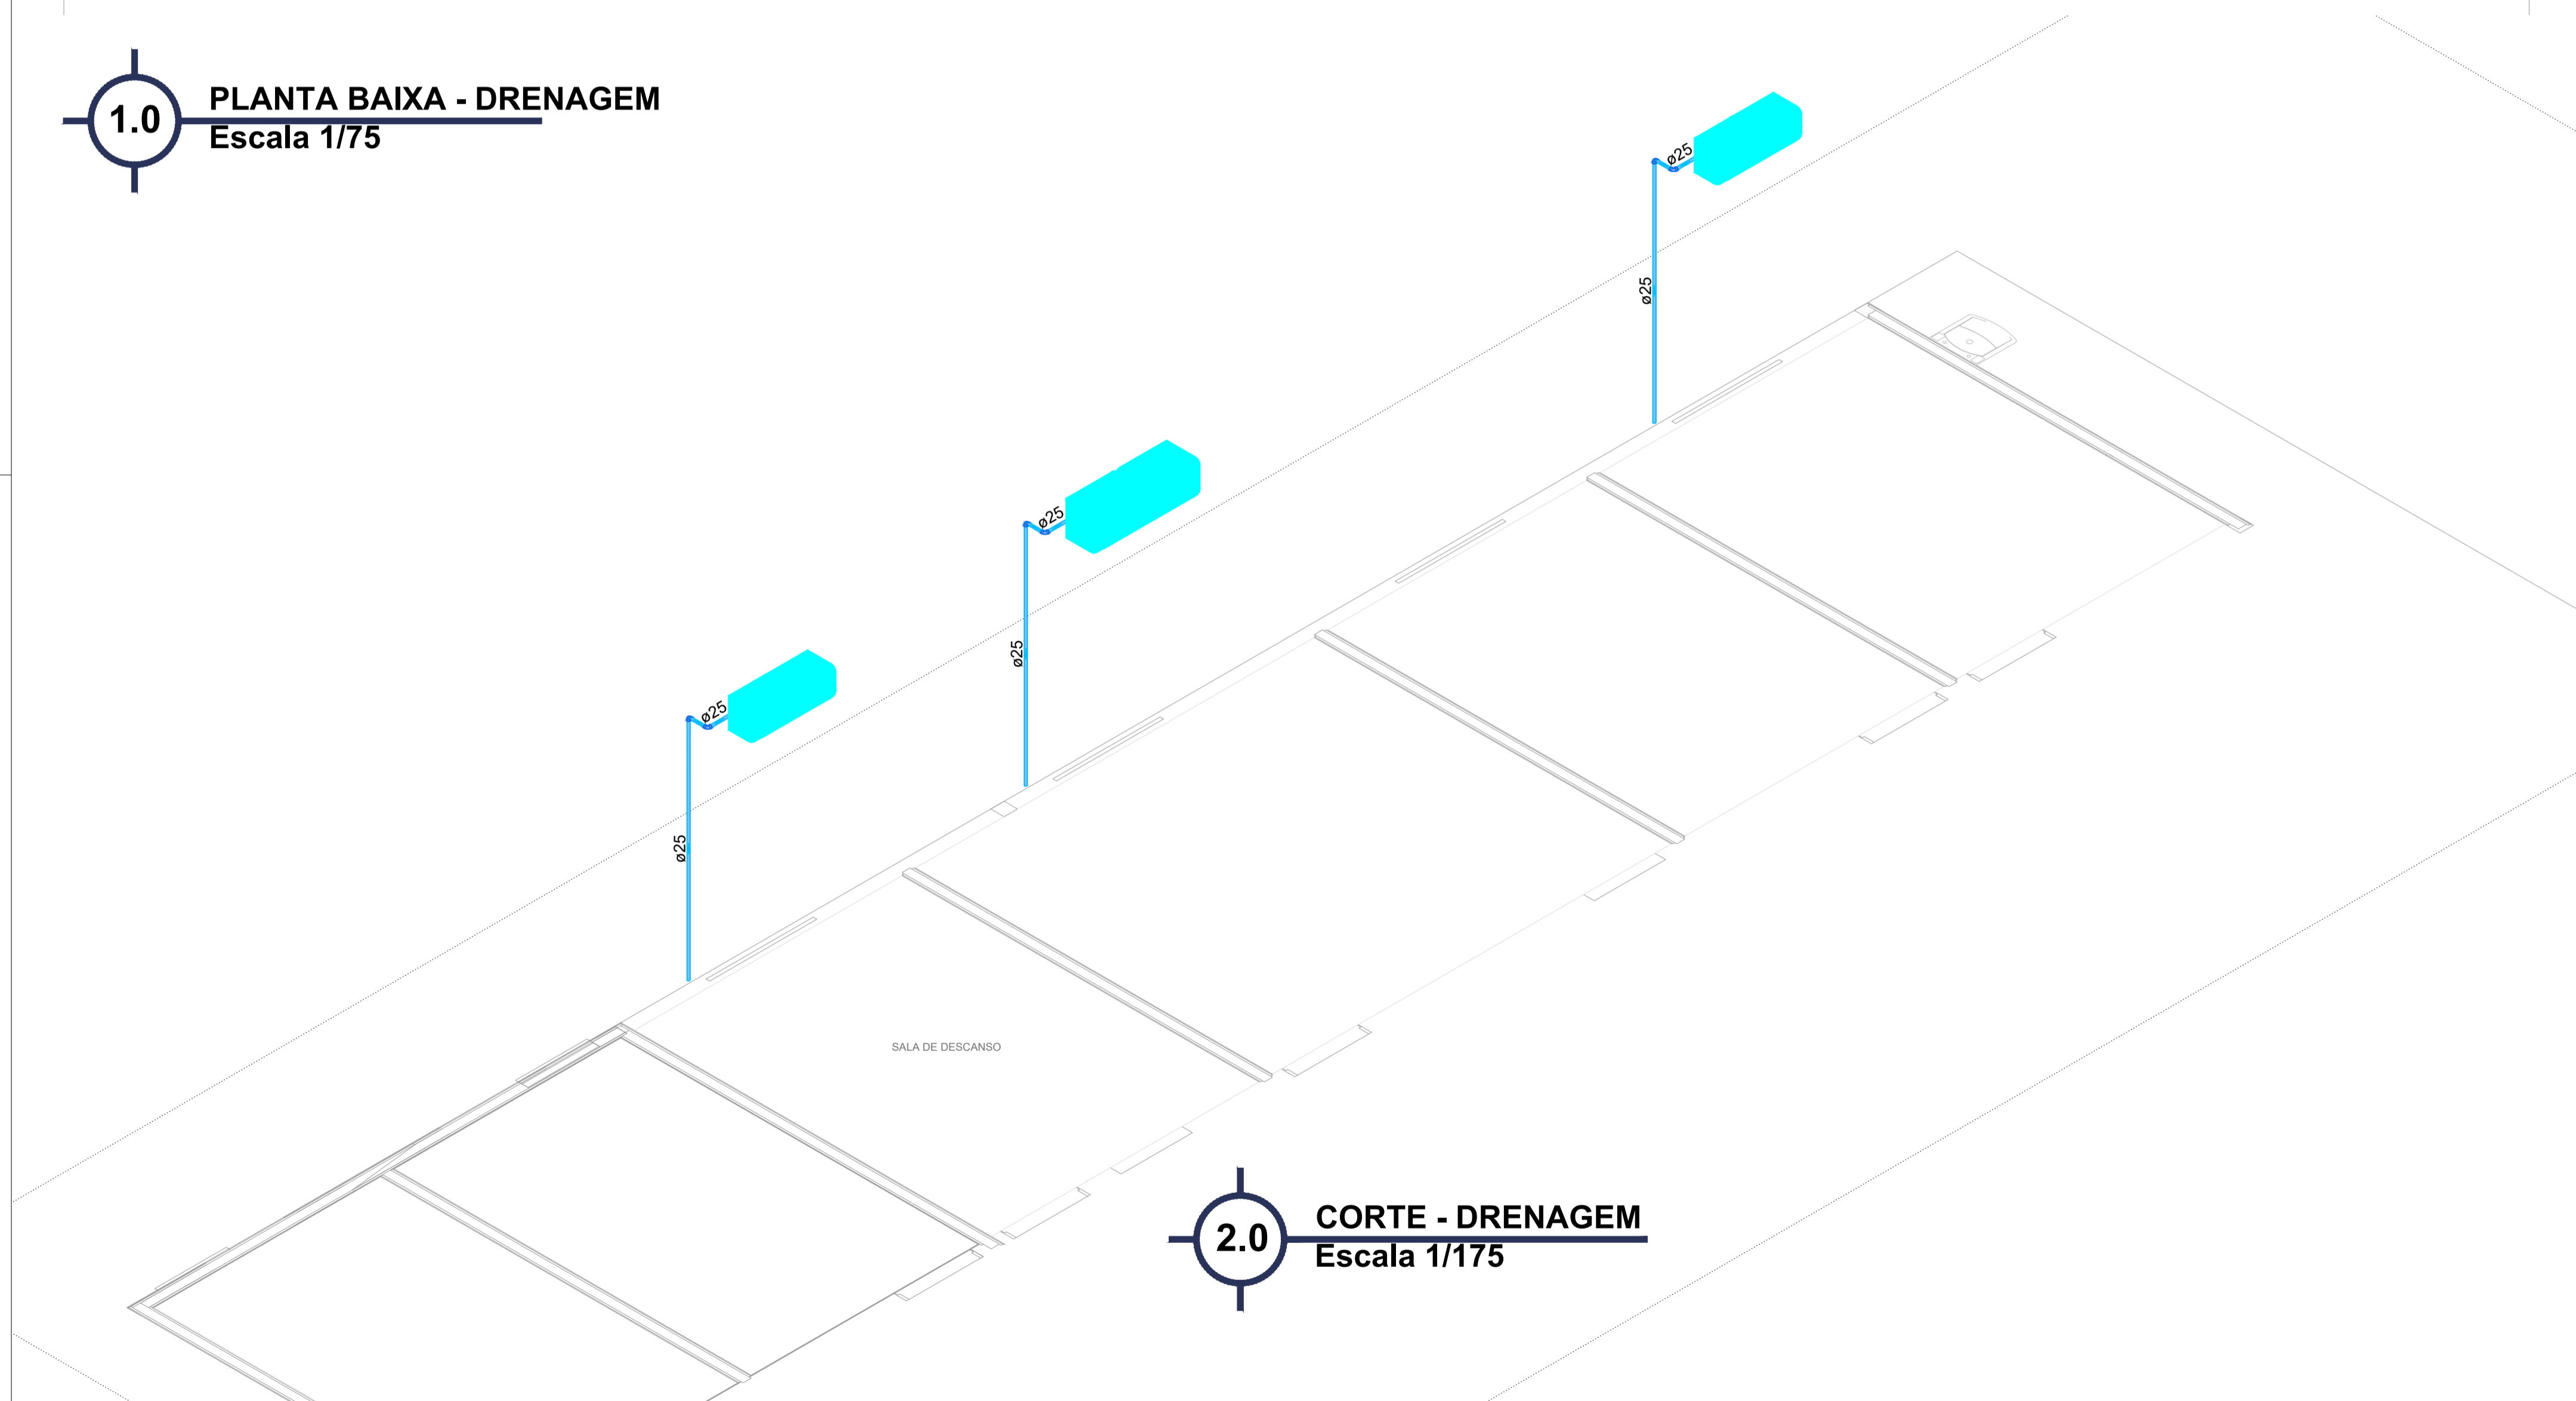 1.0
PLANTA BAIXA - DRENAGEM
Escala 1/75
ø25
ø25
ø25
ø25
ø25
ø25
SALA DE DESCANSO
2.0
CORTE - DRENAGEM
Escala 1/175